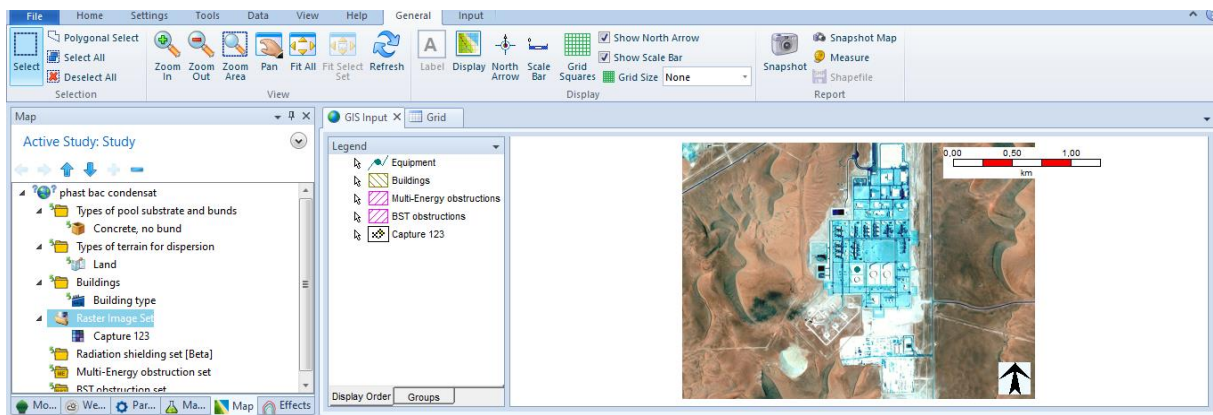 File Home Settings Tools Data View Help General Input
Polygonal Select
Select All
Deselect All
Select
Selection
Zoom In
Zoom Out
Zoom Area
Pan
Fit All
Fit Select Set
Refresh
View
A
Label
Display
North Arrow
Scale Bar
Grid Squares
Show North Arrow
Show Scale Bar
Grid Size None
Display
Snapshot
Snapshot Map
Measure
Shapefile
Report
Map
Active Study: Study
phast bac condensat
Types of pool substrate and bunds
Concrete, no bund
Types of terrain for dispersion
Land
Buildings
Building type
Raster Image Set
Capture 123
Radiation shielding set [Beta]
Multi-Energy obstruction set
BST obstruction set
Mo... We... Par... Ma... Map Effects
GIS Input Grid
Legend
Equipment
Buildings
Multi-Energy obstructions
BST obstructions
Capture 123
Display Order Groups
0,00 0,50 1,00
km